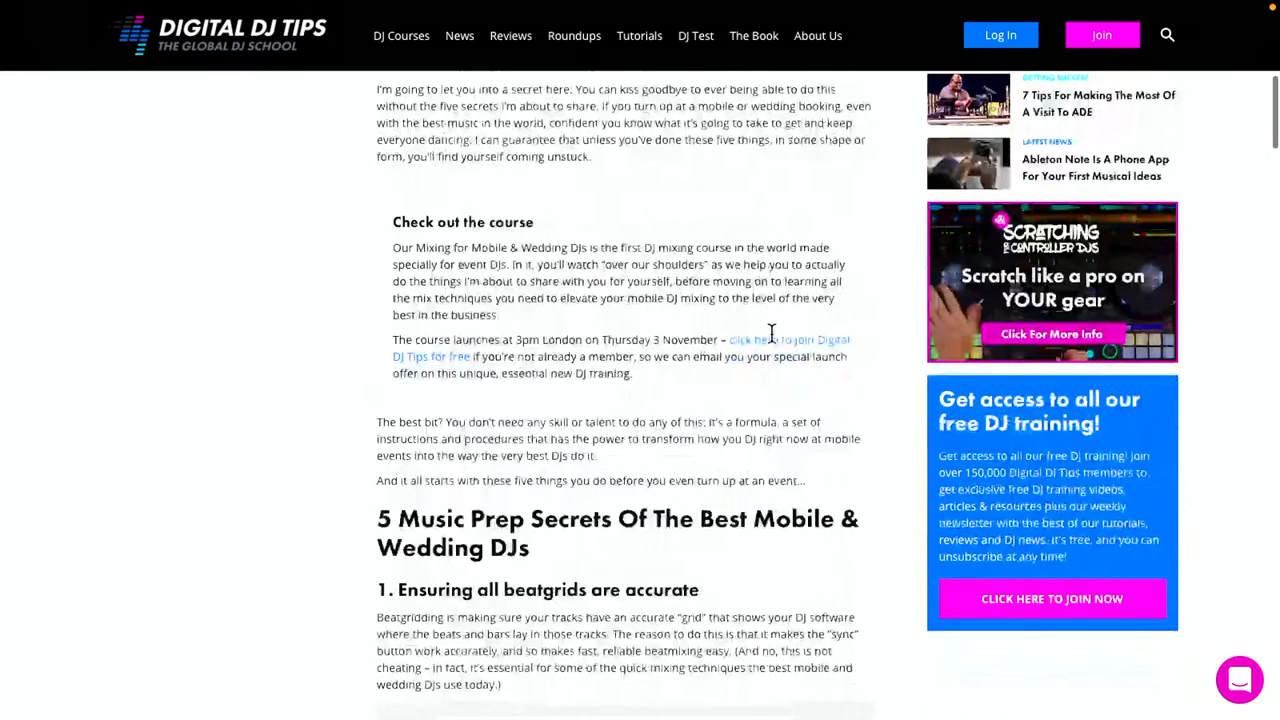 DIGITAL DJ TIPS
THE GLOBAL DJ SCHOOL
DJ Courses
News
Reviews
Roundups
Tutorials
DJ Test
The Book
About Us
Log In
Join
I'm going to let you into a secret here. You can kiss goodbye to ever being able to do this
without the five secrets I'm about to share. If you turn up at a mobile or wedding booking, even
with the best music in the world, confident you know what it's going to take to get and keep
everyone dancing, I can guarantee that unless you've done these five things, in some shape or
form, you'll find yourself coming unstuck.
Check out the course
Our Mixing for Mobile & Wedding DJs is the first DJ mixing course in the world made
specially for event DJs. In it, you'll watch "over our shoulders" as we help you to actually
do the things I'm about to share with you for yourself, before moving on to learning all
the mix techniques you need to elevate your mobile DJ mixing to the level of the very
best in the business.
The course launches at 3pm London on Thursday 3 November – click here to join Digital
DJ Tips for free if you're not already a member, so we can email you your special launch
offer on this unique, essential new DJ training.
The best bit? You don't need any skill or talent to do any of this: it's a formula, a set of
instructions and procedures that has the power to transform how you DJ right now at mobile
events into the way the very best DJs do it.
And it all starts with these five things you do before you even turn up at an event...
5 Music Prep Secrets Of The Best Mobile &
Wedding DJs
1. Ensuring all beatgrids are accurate
Beatgridding is making sure your tracks have an accurate "grid" that shows your DJ software
where the beats and bars lay in those tracks. The reason to do this is that it makes the "sync"
button work accurately, and so makes fast, reliable beatmixing easy. (And no, this is not
cheating – in fact, it's essential for some of the quick mixing techniques the best mobile and
wedding DJs use today.)
GETTING SUCCESS
7 Tips For Making The Most Of
A Visit To ADE
LATEST NEWS
Ableton Note Is A Phone App
For Your First Musical Ideas
SCRATCHING
FOR CONTROLLER DJS
Scratch like a pro on
YOUR gear
Click For More Info
Get access to all our
free DJ training!
Get access to all our free DJ training! Join
over 150,000 Digital DJ Tips members to
get exclusive free DJ training videos,
articles & resources plus our weekly
newsletter with the best of our tutorials,
reviews and DJ news. It's free, and you can
unsubscribe at any time!
CLICK HERE TO JOIN NOW